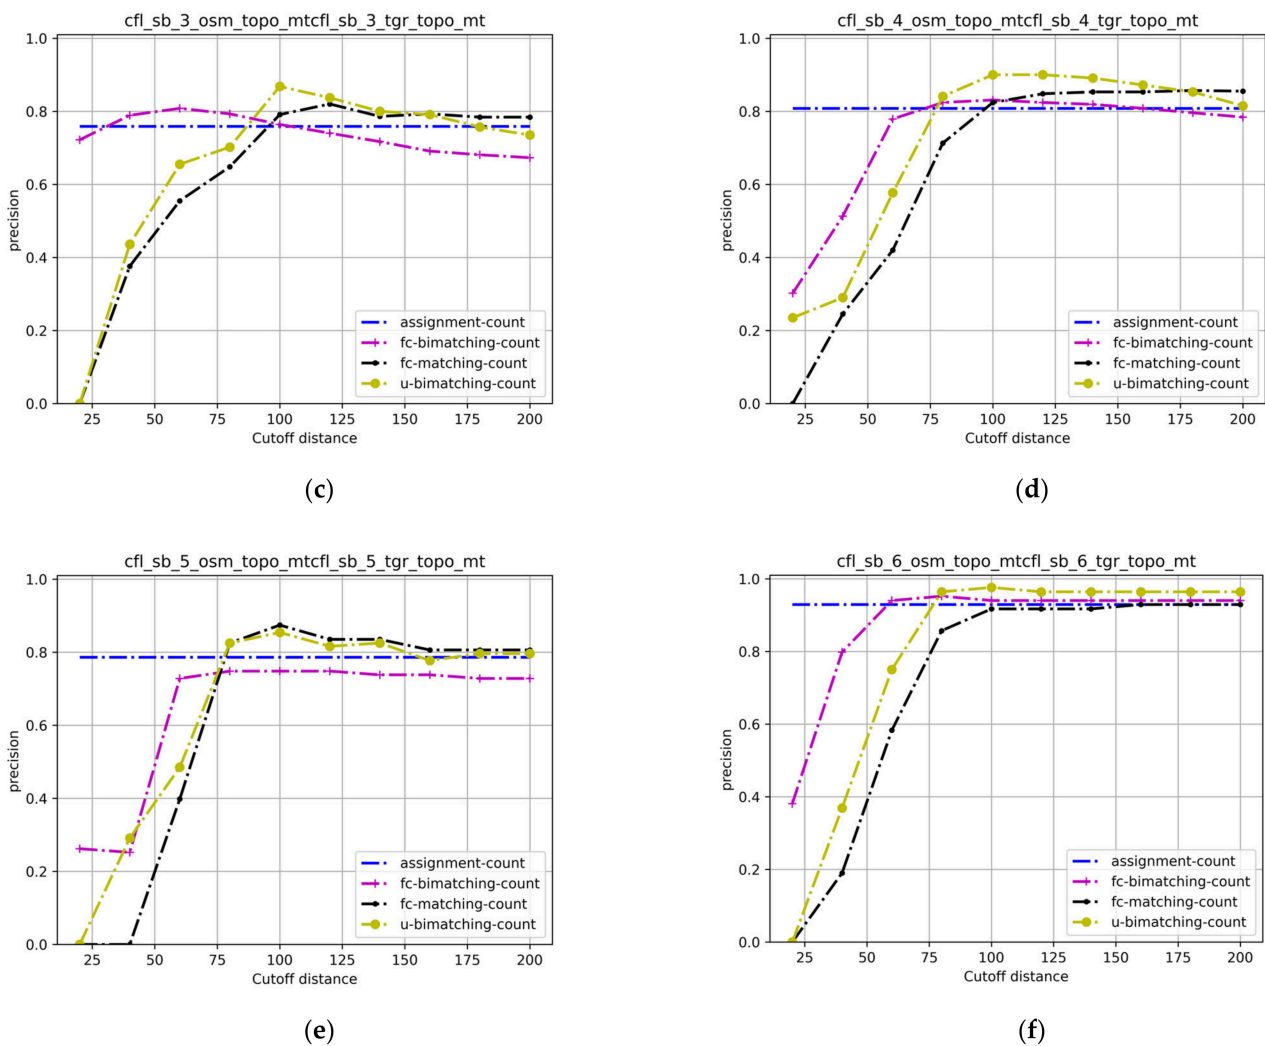 cfl_sb_3_osm_topo_mtcfl_sb_3_tgr_topo_mt
1.0
0.8
0.6
0.4
0.2
0.0
precision
assignment-count
fc-bimatching-count
fc-matching-count
u-bimatching-count
25 50 75 100 125 150 175 200
Cutoff distance
(c)
cfl_sb_4_osm_topo_mtcfl_sb_4_tgr_topo_mt
1.0
0.8
0.6
0.4
0.2
0.0
precision
assignment-count
fc-bimatching-count
fc-matching-count
u-bimatching-count
25 50 75 100 125 150 175 200
Cutoff distance
(d)
cfl_sb_5_osm_topo_mtcfl_sb_5_tgr_topo_mt
1.0
0.8
0.6
0.4
0.2
0.0
precision
assignment-count
fc-bimatching-count
fc-matching-count
u-bimatching-count
25 50 75 100 125 150 175 200
Cutoff distance
(e)
cfl_sb_6_osm_topo_mtcfl_sb_6_tgr_topo_mt
1.0
0.8
0.6
0.4
0.2
0.0
precision
assignment-count
fc-bimatching-count
fc-matching-count
u-bimatching-count
25 50 75 100 125 150 175 200
Cutoff distance
(f)